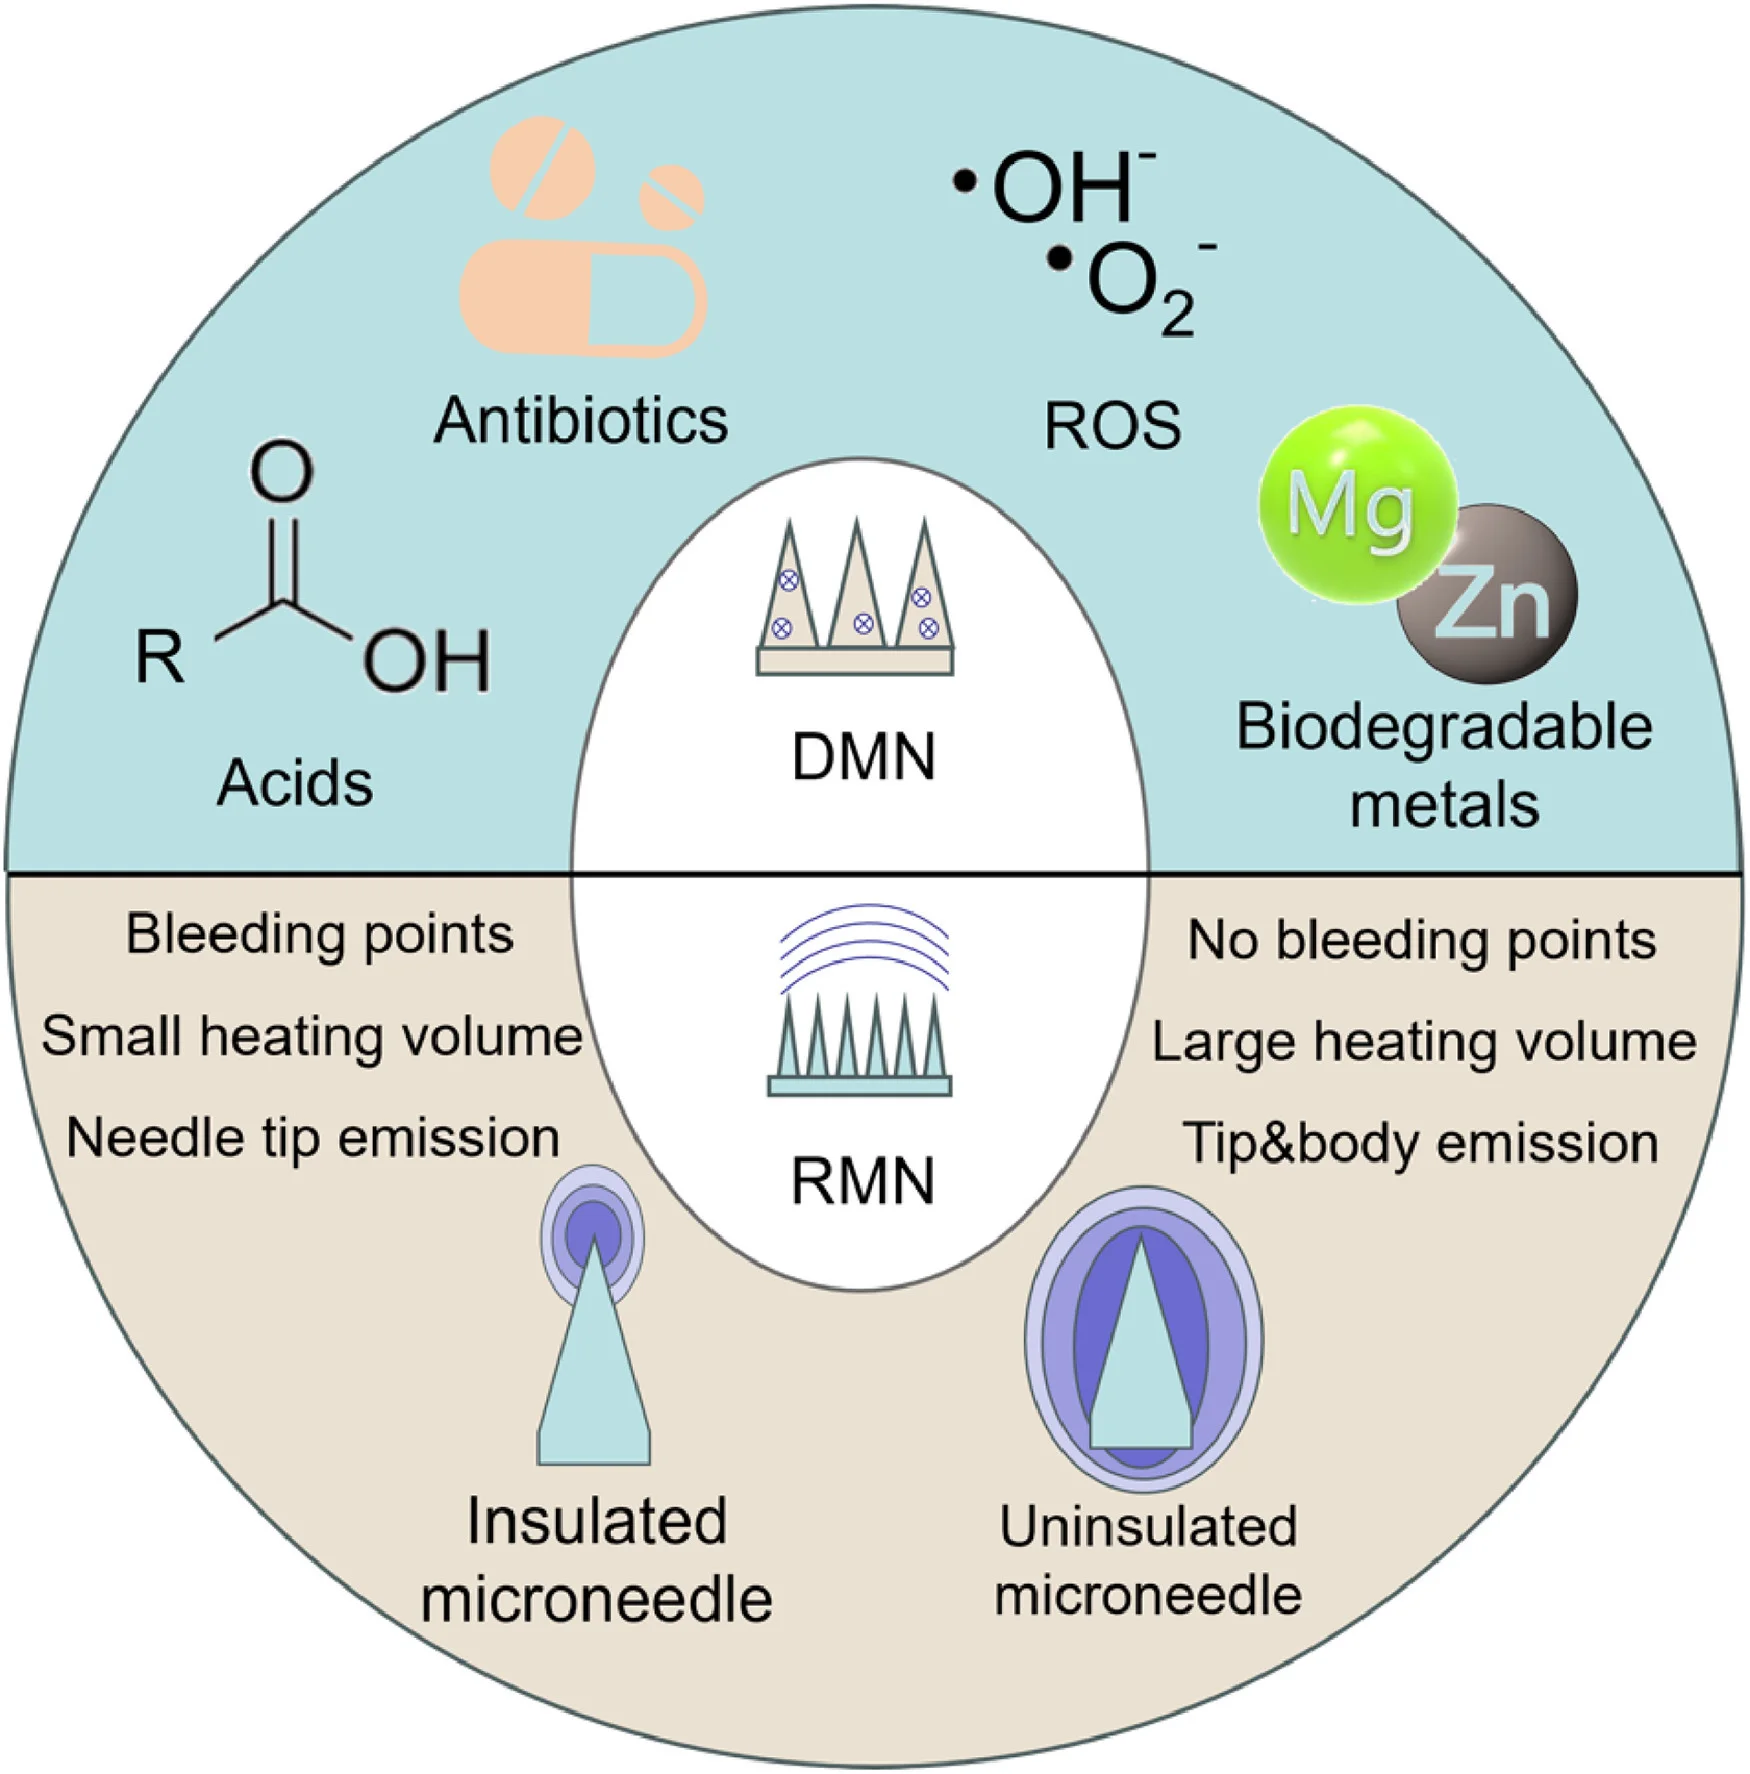 •OH⁻
•O₂⁻
Antibiotics
ROS
O
R
OH
Acids
Mg
Zn
Biodegradable
metals
DMN
Bleeding points
Small heating volume
Needle tip emission
RMN
No bleeding points
Large heating volume
Tip&body emission
Insulated
microneedle
Uninsulated
microneedle